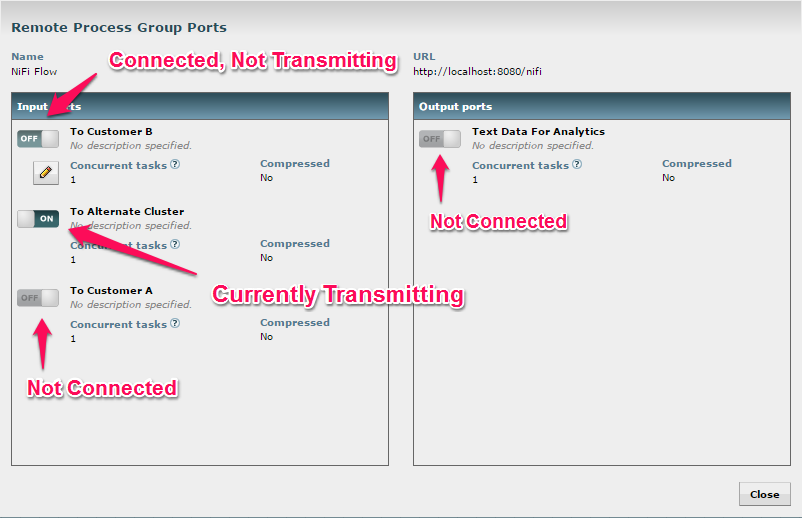 Remote Process Group Ports
Name
NiFi Flow
Connected, Not Transmitting
URL
http://localhost:8080/nifi
Input ports
OFF
To Customer B
No description specified.
Concurrent tasks ?
1
Compressed
No
ON
To Alternate Cluster
No description specified.
Concurrent tasks ?
1
Compressed
No
Currently Transmitting
OFF
To Customer A
No description specified.
Concurrent tasks ?
1
Compressed
No
Not Connected
Output ports
OFF
Text Data For Analytics
No description specified.
Concurrent tasks ?
1
Compressed
No
Not Connected
Close